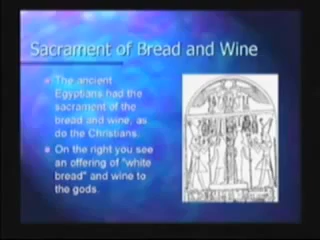 Sacrament of Bread and Wine
The ancient
Egyptians had the
sacrament of the
bread and wine, as
do the Christians.
On the right you see
an offering of "white
bread" and wine to
the gods.